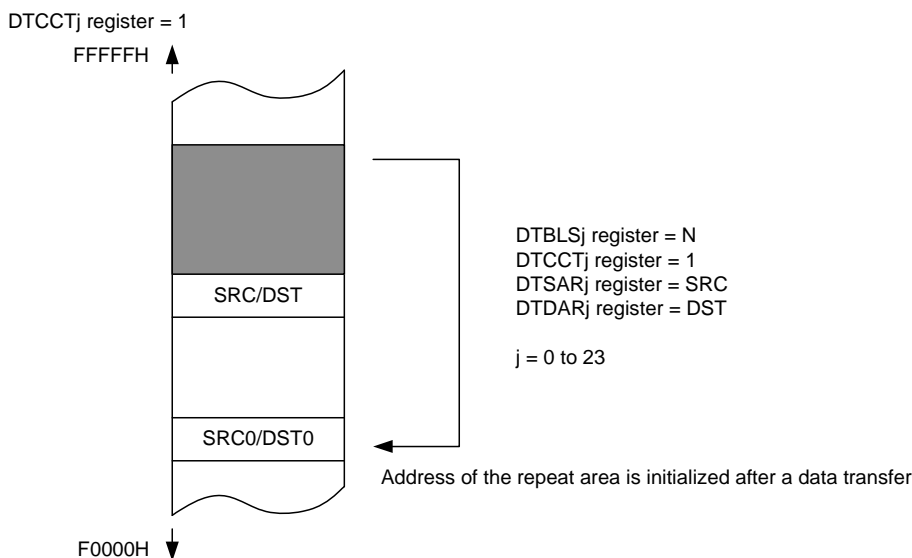 DTCCTj register = 1
FFFFFH
SRC/DST
SRC0/DST0
F0000H
DTBLSj register = N
DTCCTj register = 1
DTSARj register = SRC
DTDARj register = DST
j = 0 to 23
Address of the repeat area is initialized after a data transfer